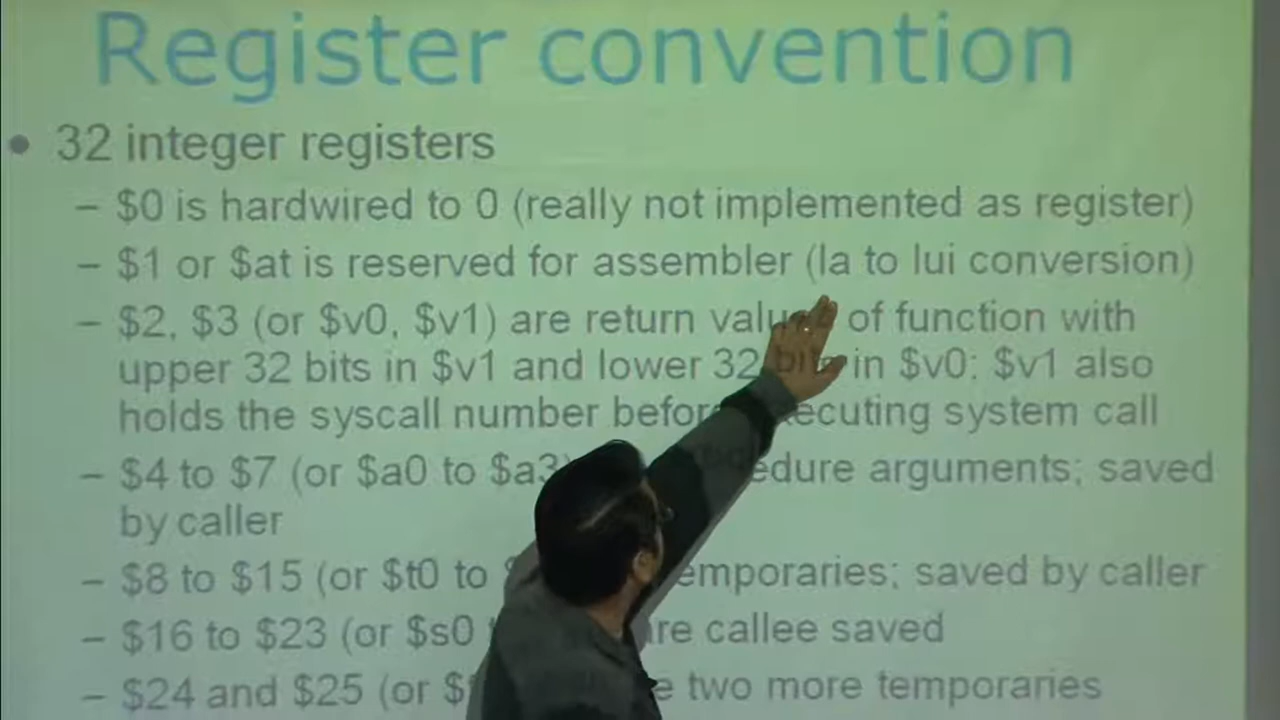 Register convention
• 32 integer registers
– $0 is hardwired to 0 (really not implemented as register)
– $1 or $at is reserved for assembler (la to lui conversion)
– $2, $3 (or $v0, $v1) are return of function with
upper 32 bits in $v1 and lower 32 bits in $v0; $v1 also
holds the syscall number before executing system call
– $4 to $7 (or $a0 to $a3) arguments; saved
by caller
– $8 to $15 (or $t0 to temporaries; saved by caller
– $16 to $23 (or $s0 are callee saved
– $24 and $25 (or two more temporaries